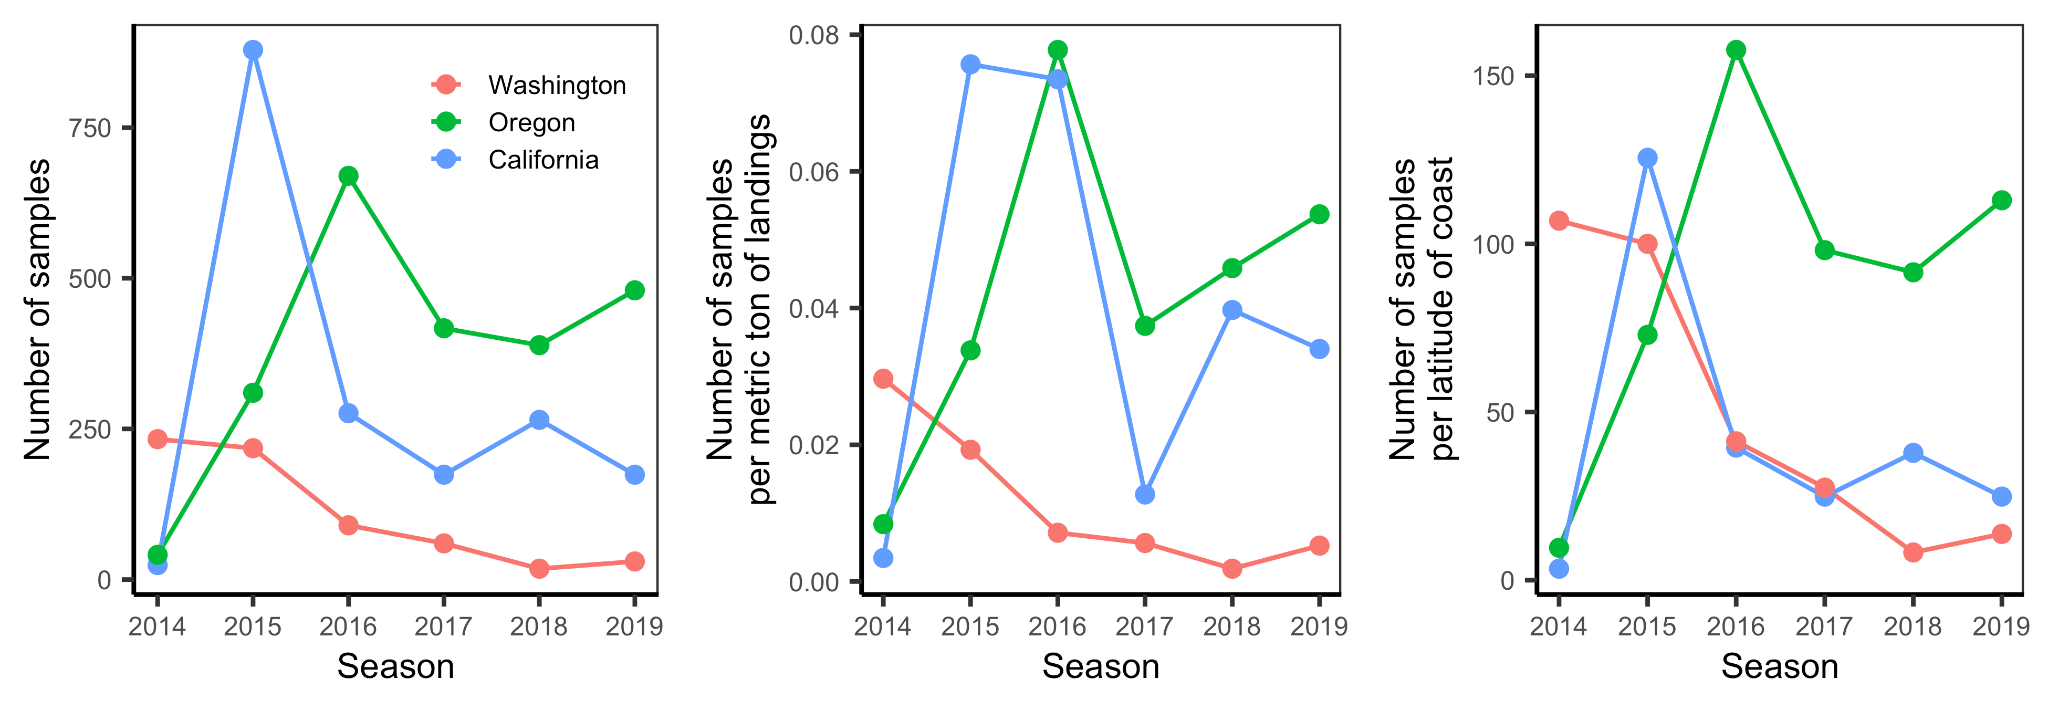 Number of samples
750
500
250
0
Washington
Oregon
California
2014 2015 2016 2017 2018 2019
Season
Number of samples
per metric ton of landings
0.08
0.06
0.04
0.02
0.00
2014 2015 2016 2017 2018 2019
Season
Number of samples
per latitude of coast
150
100
50
0
2014 2015 2016 2017 2018 2019
Season